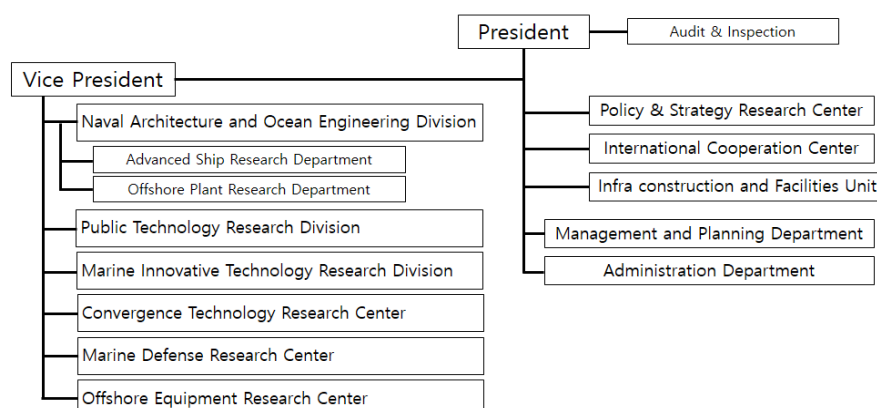 President
Audit & Inspection
Vice President
Naval Architecture and Ocean Engineering Division
Advanced Ship Research Department
Offshore Plant Research Department
Public Technology Research Division
Marine Innovative Technology Research Division
Convergence Technology Research Center
Marine Defense Research Center
Offshore Equipment Research Center
Policy & Strategy Research Center
International Cooperation Center
Infra construction and Facilities Unit
Management and Planning Department
Administration Department